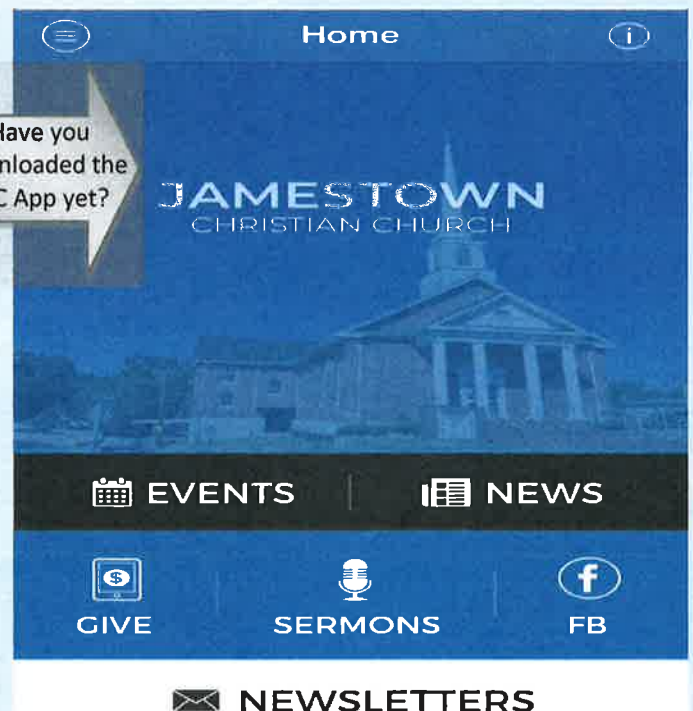 Home
i
Have you
nloaded the
C App yet?
JAMESTOWN
CHRISTIAN CHURCH
EVENTS
NEWS
$
f
GIVE
SERMONS
FB
NEWSLETTERS